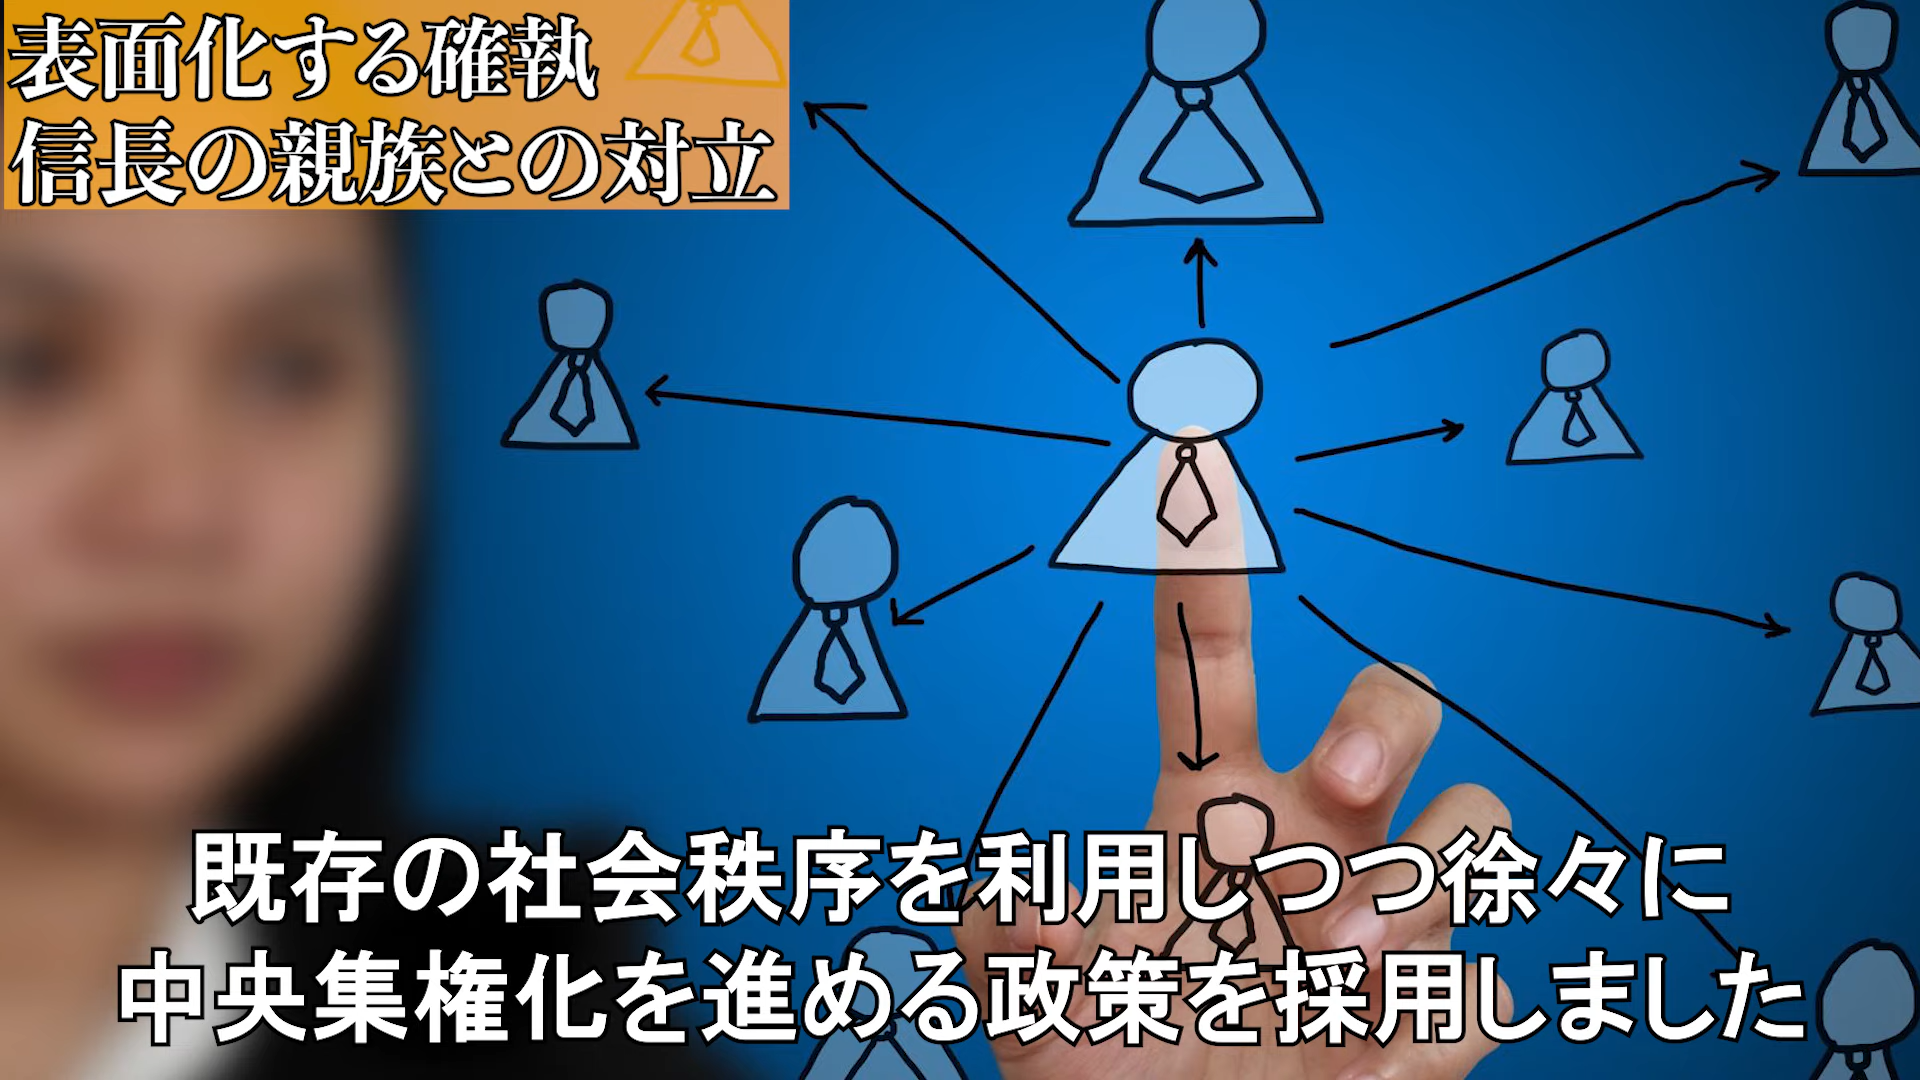 表面化する確執
信長の親族との対立
既存の社会秩序を利用しつつ徐々に
中央集権化を進める政策を採用しました